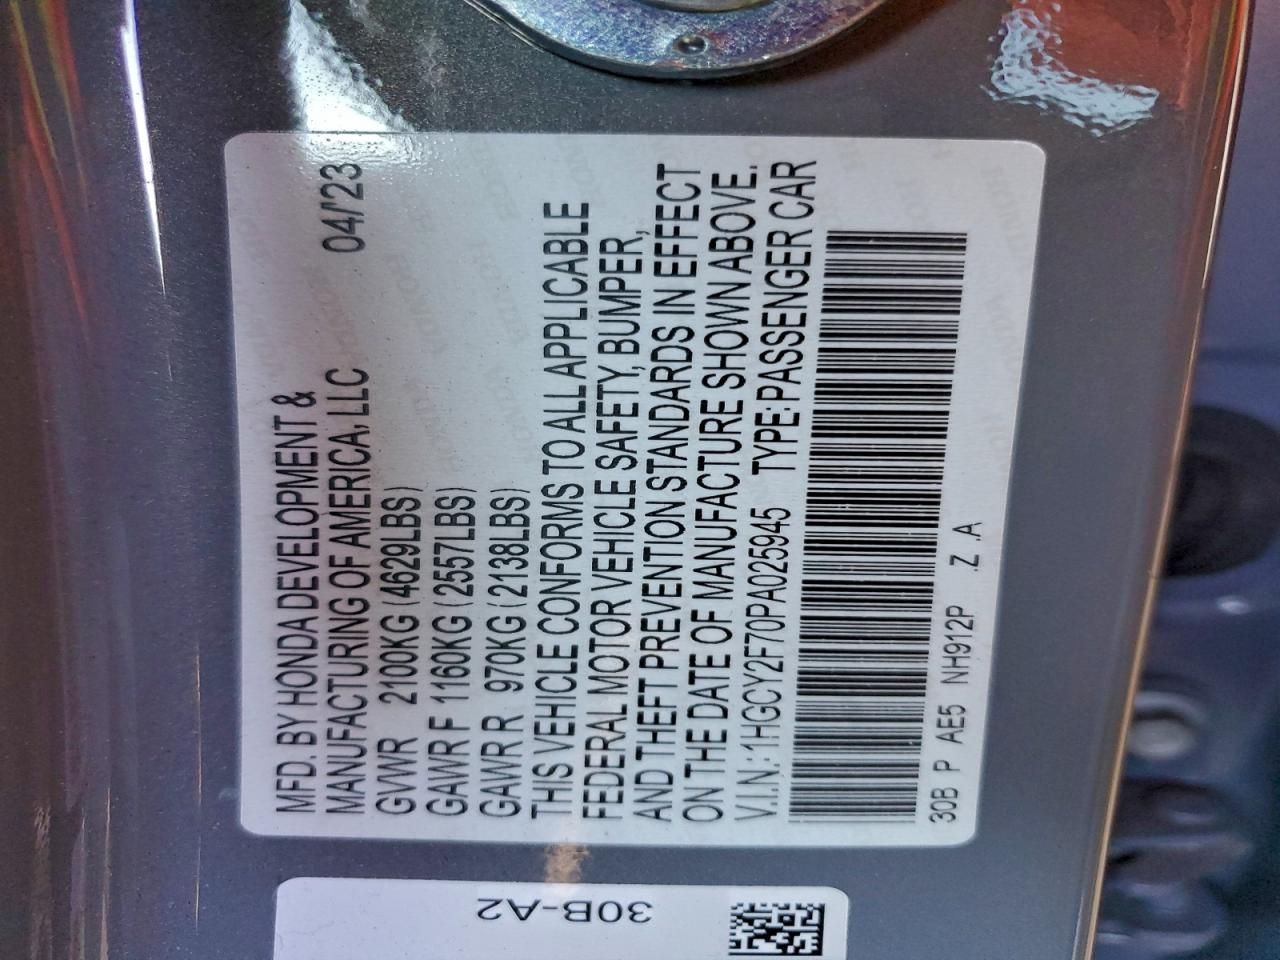 MFD. BY HONDA DEVELOPMENT &
MANUFACTURING OF AMERICA, LLC 04/'23
GVWR 2100KG (4629LBS)
GAWR F 1160KG (2557LBS)
GAWR R 970KG (2138LBS)
THIS VEHICLE CONFORMS TO ALL APPLICABLE
FEDERAL MOTOR VEHICLE SAFETY, BUMPER,
AND THEFT PREVENTION STANDARDS IN EFFECT
ON THE DATE OF MANUFACTURE SHOWN ABOVE.
V.I.N.: 1HGCY2F70PA025945 TYPE: PASSENGER CAR
30B P AE5 NH912P .Z .A
30B-A2